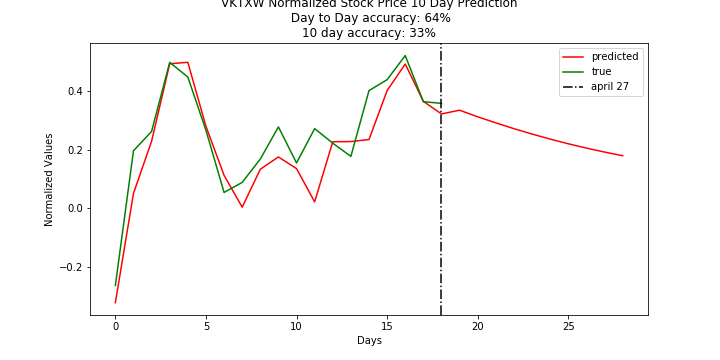 VKTXW Normalized Stock Price 10 Day Prediction
Day to Day accuracy: 64%
10 day accuracy: 33%
predicted
true
april 27
0.4
0.2
0.0
−0.2
Normalized Values
0
5
10
15
20
25
Days